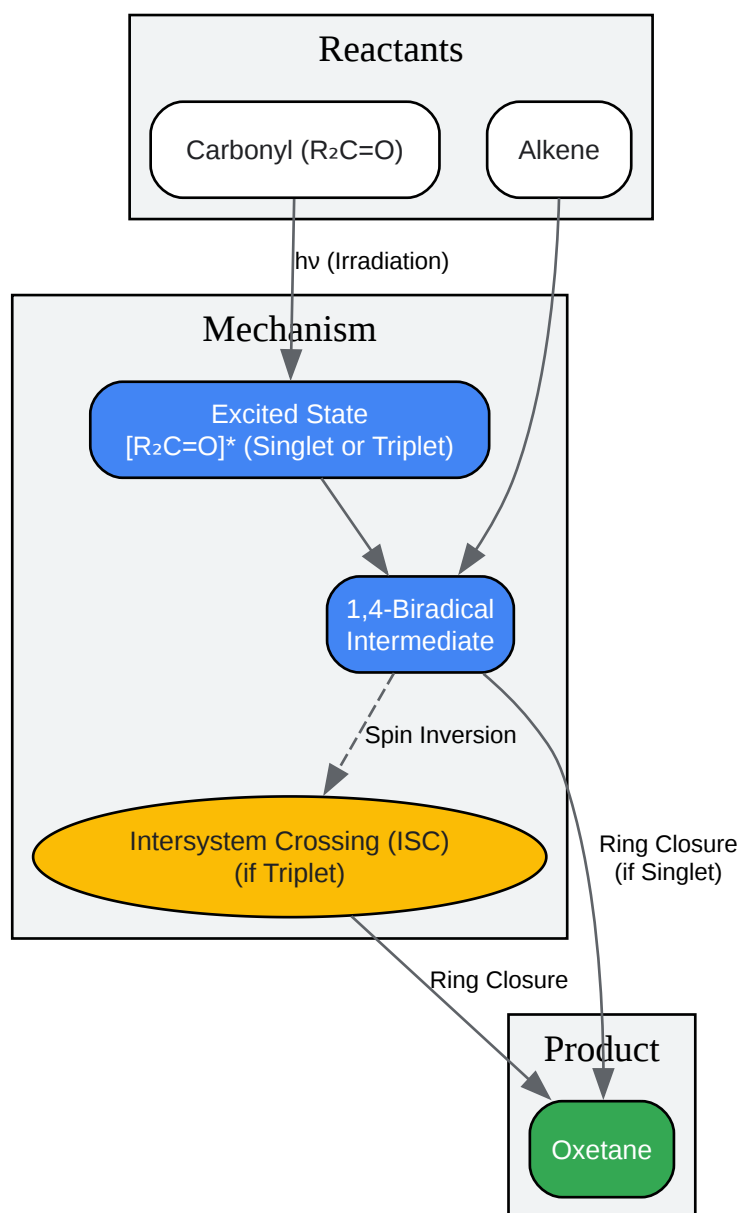 Reactants
Carbonyl (R₂C=O)
Alkene
hν (Irradiation)
Mechanism
Excited State
[R₂C=O]* (Singlet or Triplet)
1,4-Biradical
Intermediate
Spin Inversion
Intersystem Crossing (ISC)
(if Triplet)
Ring Closure
(if Singlet)
Ring Closure
Product
Oxetane